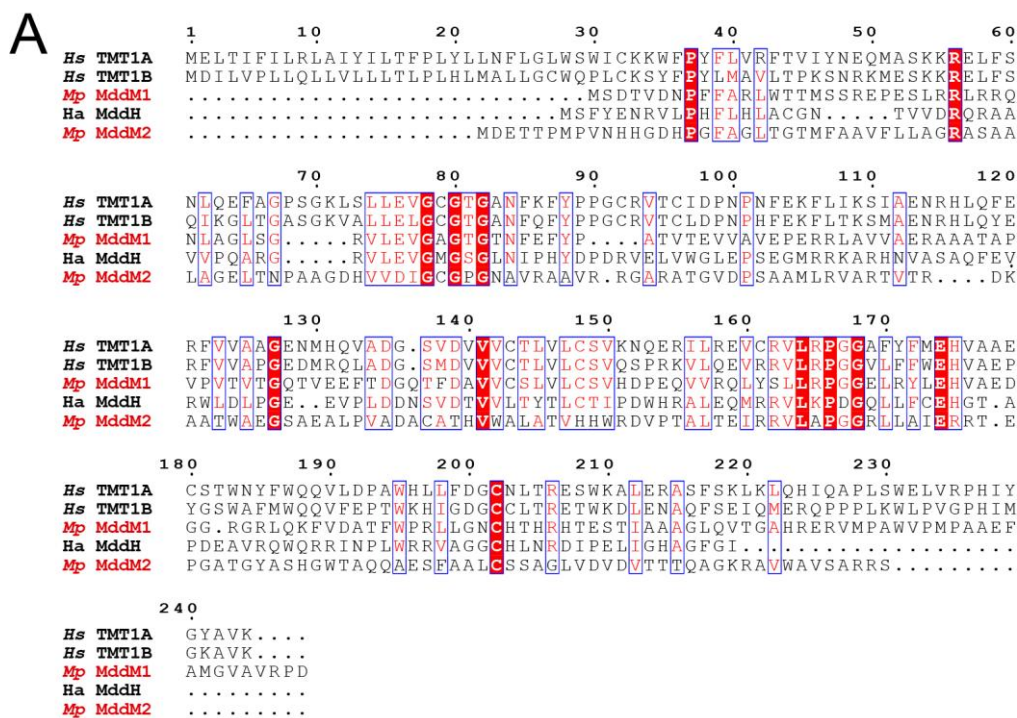 A
1 10 20 30 40 50 60
Hs TMT1A MELTIFILRLAIYILTFPLYLLNFLGLWSWICKKWFPYFLVRFTVIYNEQMASKKRELFS
Hs TMT1B MDILVPLLQLLVLLLTLPLHLMALLGCWQPLCKSYFPYLMAVLTPKSNRKMESKKRELFS
Mp MddM1 ............................MSDTVDNPFFARLWTTMSSREPESLRRLRRQ
Ha MddH ..........................MSFYENRVLPHFLHLACGN.....TVVDRQRAA
Mp MddM2 .....................MDETTPMPVNHHGDHPGFAGLTGTMFAAVFLLAGRASAA
70 80 90 100 110 120
Hs TMT1A NLQEFAGPSGKLSLLEVGCGTGANFKFYPPGCRVTCIDPNPNFEKFLIKSIAENRHLQFE
Hs TMT1B QIKGLTGASGKVALLELGCGTGANFQFYPPGCRVTCLDPNPHFEKFLTKSMAENRHLQYE
Mp MddM1 NLAGLSG.....RVLEVGAGTGTNFEFYP....ATVTEVVAVEPERRLAVVAERAAATAP
Ha MddH VVPQARG.....RVLEVGMGSGLNIPHYDPDRVELVWGLEPSEGMRRKARHNVASAQFEV
Mp MddM2 LAGELTNPAAGDHVVDIGCGPGNAVRAAVR.RGARATGVDPSAAMLRVARTVTR....DK
130 140 150 160 170
Hs TMT1A RFVVAAGENMHQVADG.SVDVVVCTLVLCSVKNQERILREVCRVLRPGGAFYFMEHVAAE
Hs TMT1B RFVVAPGEDMRQLADG.SMDVVVCTLVLCSVQSPRKVLQEVRRVLRPGGVLFFWEHVAEP
Mp MddM1 VPVTVTGQTVEEFTDGQTFDAVVCSLVLCSVHDPEQVVRQLYSLLRPGGELRYLEHVAED
Ha MddH RWLDLPGE..EVPLDDNSVDTVVLTYTLCTIPDWHRALEQMRRVLKPDGQLLFCEHGT.A
Mp MddM2 AATWAEGSAEALPVADACATHVWALATVHHWRDVPTALTEIRRVLAPGGRLLAIERRT.E
180 190 200 210 220 230
Hs TMT1A CSTWNYFWQQVLDPAWHLLFDGCNLTRESWKALERASFSKLKLQHIQAPLSWELVRPHIY
Hs TMT1B YGSWAFMWQQVFEPTWKHIGDGCCLTRETWKDLENAQFSEIQMERQPPPLKWLPVGPHIM
Mp MddM1 GG.RGRLQKFVDATFWPRLLGNCHTHRHTESTIAAAGLQVTGAHRERVMPAWVPMPAAEF
Ha MddH PDEAVRQWQRRINPLWRRVAGGCHLNRDIPELIGHAGFGI....................
Mp MddM2 PGATGYASHGWTAQQAESFAALCSSAGLVDVDVTTTQAGKRAVWAVSARRS.........
240
Hs TMT1A GYAVK....
Hs TMT1B GKAVK....
Mp MddM1 AMGVAVRPD
Ha MddH .........
Mp MddM2 .........